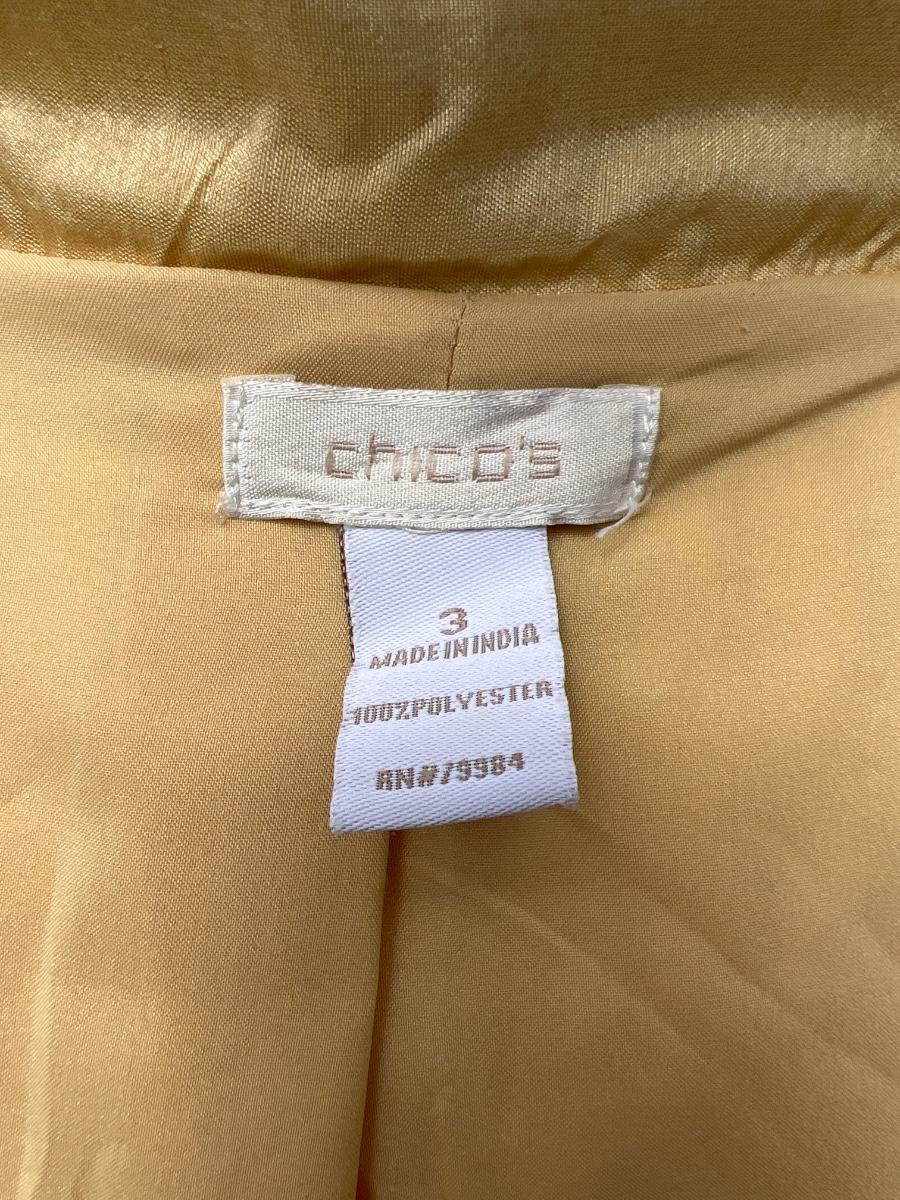 chico's
3
MADE IN INDIA
100% POLYESTER
RN#79984